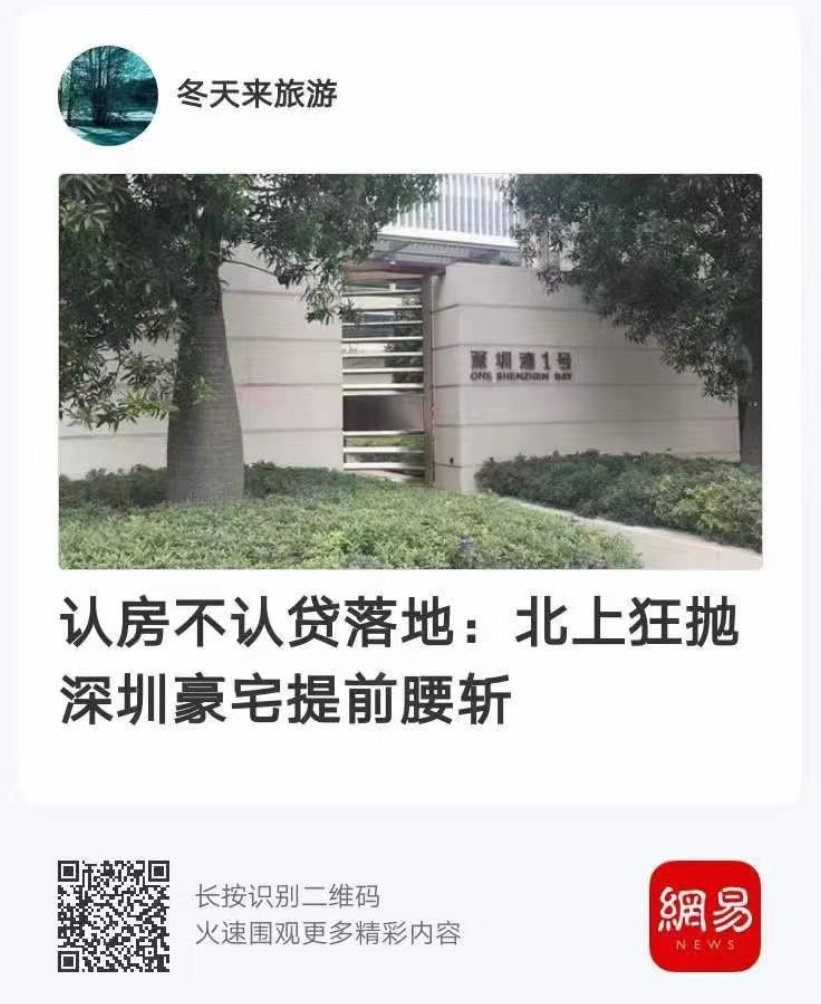 冬天来旅游
深圳湾1号
ONE SHENZHEN BAY
认房不认贷落地：北上狂抛
深圳豪宅提前腰斩
长按识别二维码
火速围观更多精彩内容
網易
NEWS